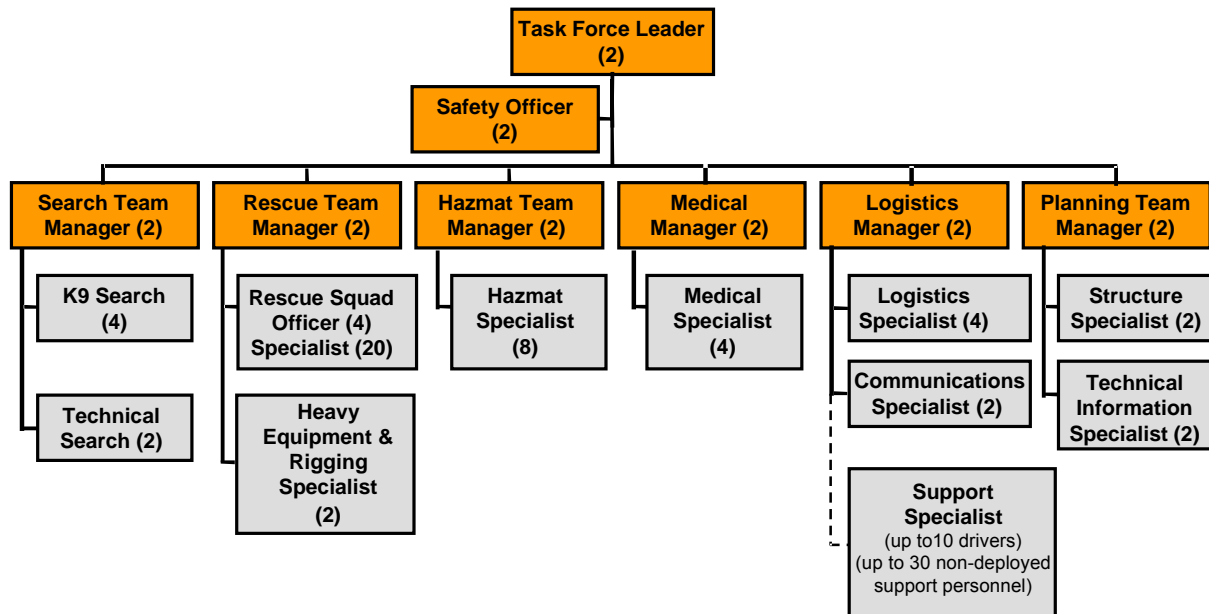 Task Force Leader
(2)
Safety Officer
(2)
Search Team
Manager (2)
Rescue Team
Manager (2)
Hazmat Team
Manager (2)
Medical
Manager (2)
Logistics
Manager (2)
Planning Team
Manager (2)
K9 Search
(4)
Technical
Search (2)
Rescue Squad
Officer (4)
Specialist (20)
Heavy
Equipment &
Rigging
Specialist
(2)
Hazmat
Specialist
(8)
Medical
Specialist
(4)
Logistics
Specialist (4)
Communications
Specialist (2)
Support
Specialist
(up to10 drivers)
(up to 30 non-deployed
support personnel)
Structure
Specialist (2)
Technical
Information
Specialist (2)